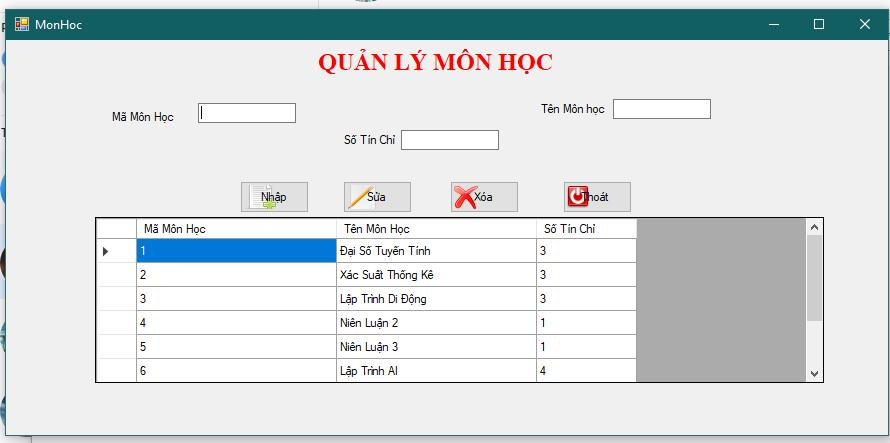 MonHoc
QUẢN LÝ MÔN HỌC
Mã Môn Học
Tên Môn học
Số Tín Chỉ
Nhập Sửa Xóa Thoát
Mã Môn Học Tên Môn Học Số Tín Chỉ
1 Đại Số Tuyến Tính 3
2 Xác Suất Thống Kê 3
3 Lập Trình Di Động 3
4 Niên Luận 2 1
5 Niên Luận 3 1
6 Lập Trình AI 4